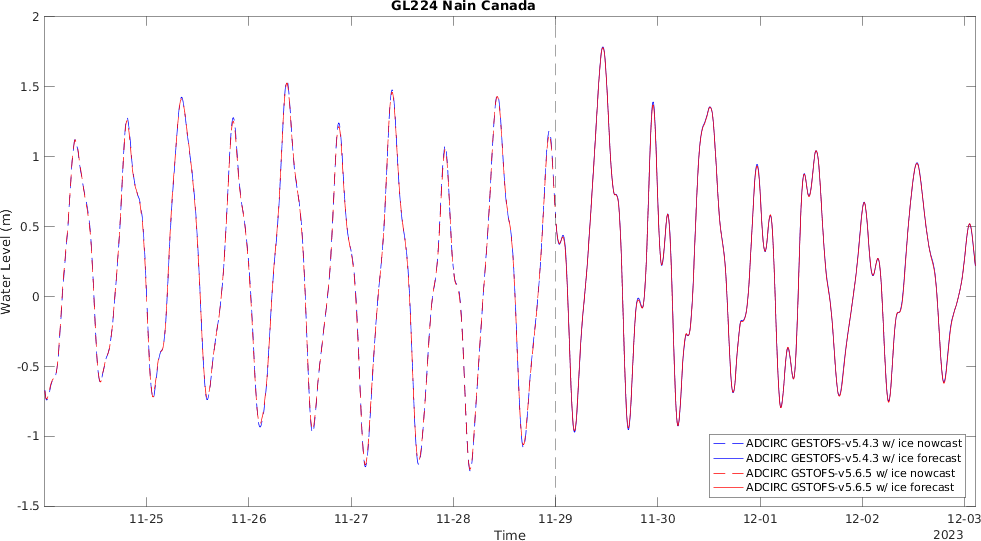 GL224 Nain Canada
2
1.5
1
0.5
0
-0.5
-1
-1.5
Water Level (m)
ADCIRC GESTOFS-v5.4.3 w/ ice nowcast
ADCIRC GESTOFS-v5.4.3 w/ ice forecast
ADCIRC GSTOFS-v5.6.5 w/ ice nowcast
ADCIRC GSTOFS-v5.6.5 w/ ice forecast
11-25 11-26 11-27 11-28 11-29 11-30 12-01 12-02 12-03
Time
2023